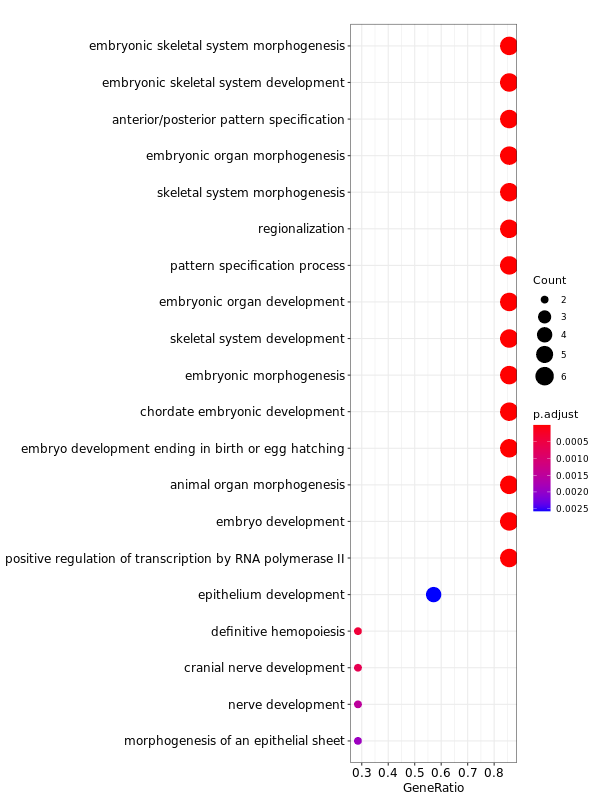 embryonic skeletal system morphogenesis
embryonic skeletal system development
anterior/posterior pattern specification
embryonic organ morphogenesis
skeletal system morphogenesis
regionalization
pattern specification process
embryonic organ development
skeletal system development
embryonic morphogenesis
chordate embryonic development
embryo development ending in birth or egg hatching
animal organ morphogenesis
embryo development
positive regulation of transcription by RNA polymerase II
epithelium development
definitive hemopoiesis
cranial nerve development
nerve development
morphogenesis of an epithelial sheet
0.3 0.4 0.5 0.6 0.7 0.8
GeneRatio
Count
2
3
4
5
6
p.adjust
0.0005
0.0010
0.0015
0.0020
0.0025